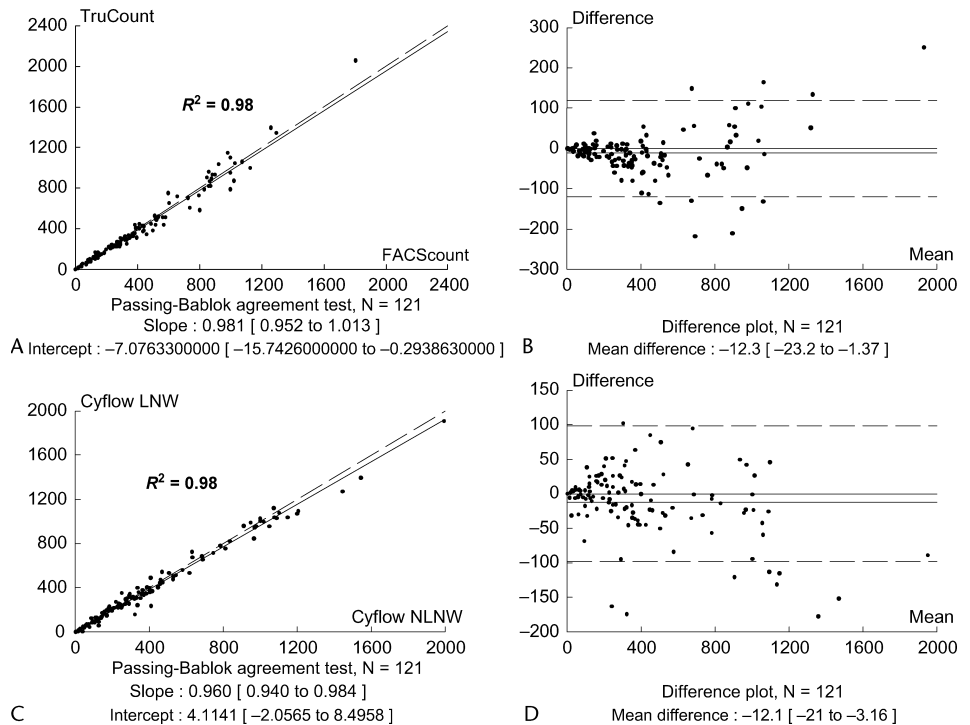 TruCount
2400
2000
1600
1200
800
400
0
R² = 0.98
FACScount
0 400 800 1200 1600 2000 2400
Passing-Bablok agreement test, N = 121
Slope : 0.981 [ 0.952 to 1.013 ]
A Intercept : –7.0763300000 [ –15.7426000000 to –0.2938630000 ]
Difference
300
200
100
0
–100
–200
–300
Mean
0 400 800 1200 1600 2000
Difference plot, N = 121
B Mean difference : –12.3 [ –23.2 to –1.37 ]
Cyflow LNW
2000
1600
1200
800
400
0
R² = 0.98
Cyflow NLNW
0 400 800 1200 1600 2000
Passing-Bablok agreement test, N = 121
Slope : 0.960 [ 0.940 to 0.984 ]
C Intercept : 4.1141 [ –2.0565 to 8.4958 ]
Difference
150
100
50
0
–50
–100
–150
–200
Mean
0 400 800 1200 1600 2000
Difference plot, N = 121
D Mean difference : –12.1 [ –21 to –3.16 ]